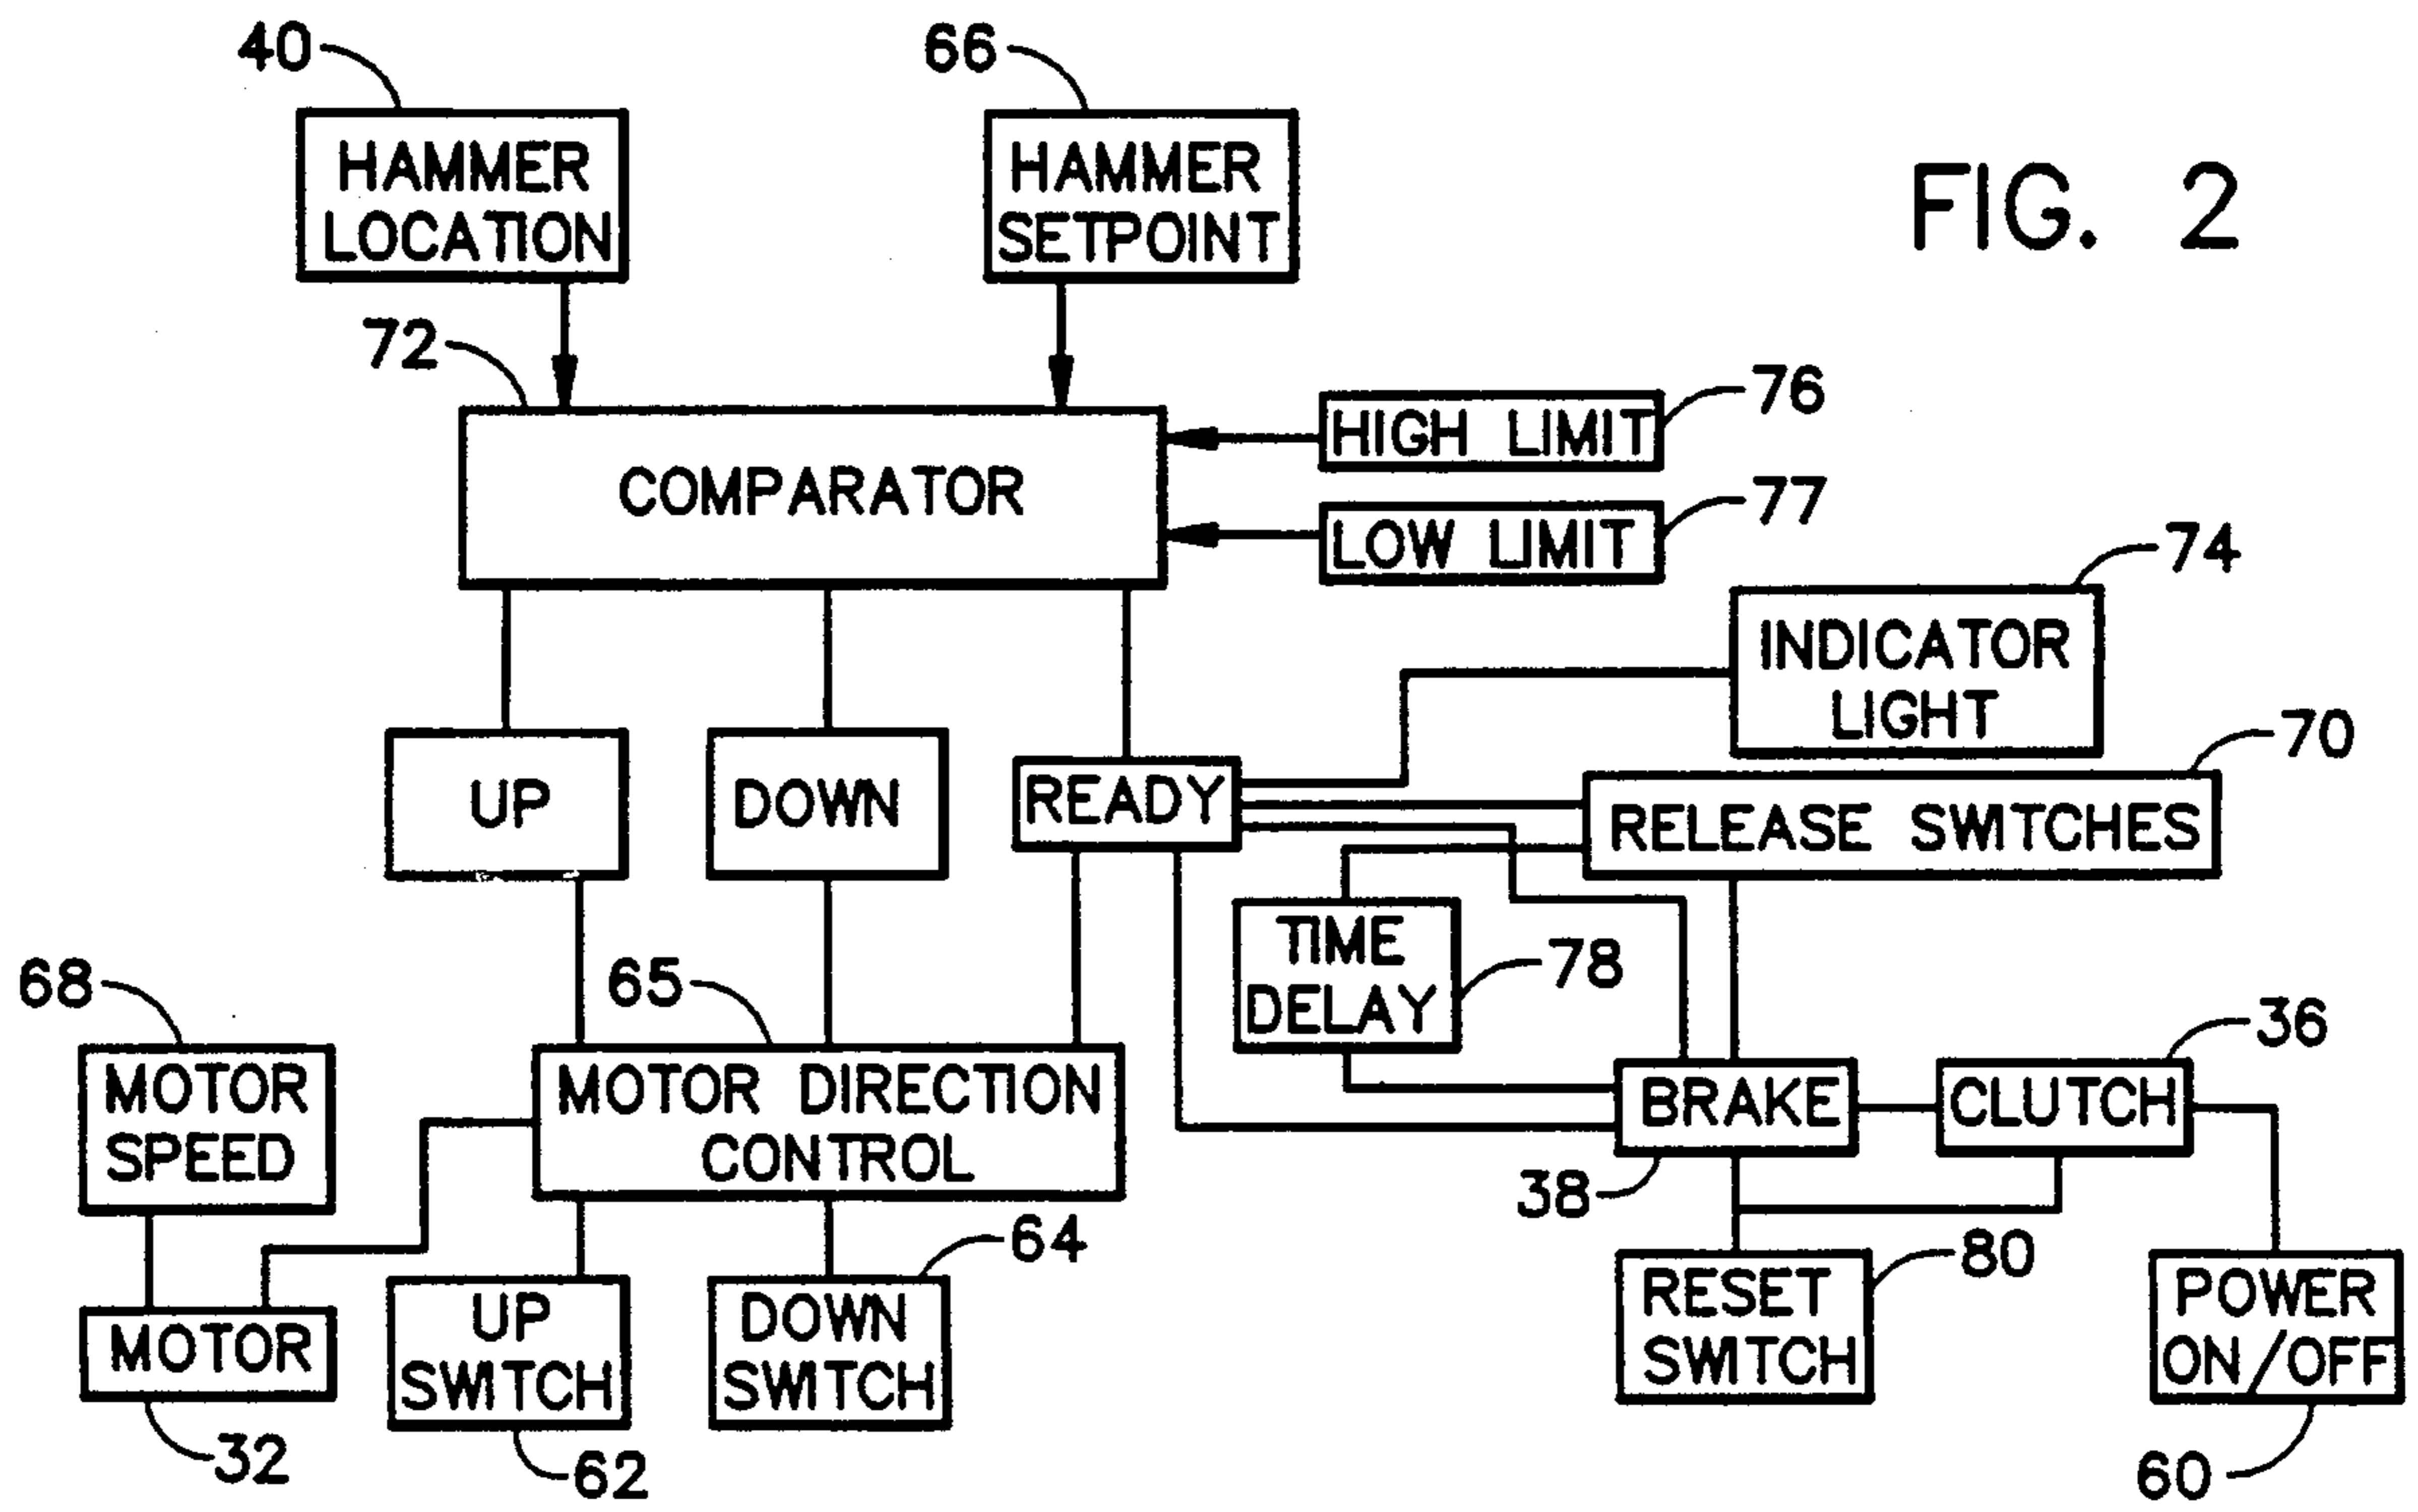 40
66
HAMMER
LOCATION
HAMMER
SETPOINT
FIG. 2
72
COMPARATOR
HIGH LIMIT
76
LOW LIMIT
77
74
INDICATOR
LIGHT
UP
DOWN
READY
70
RELEASE SWITCHES
TIME
DELAY
78
68
MOTOR
SPEED
65
MOTOR DIRECTION
CONTROL
BRAKE
38
CLUTCH
36
MOTOR
32
UP
SWITCH
62
DOWN
SWITCH
64
RESET
SWITCH
80
POWER
ON/OFF
60